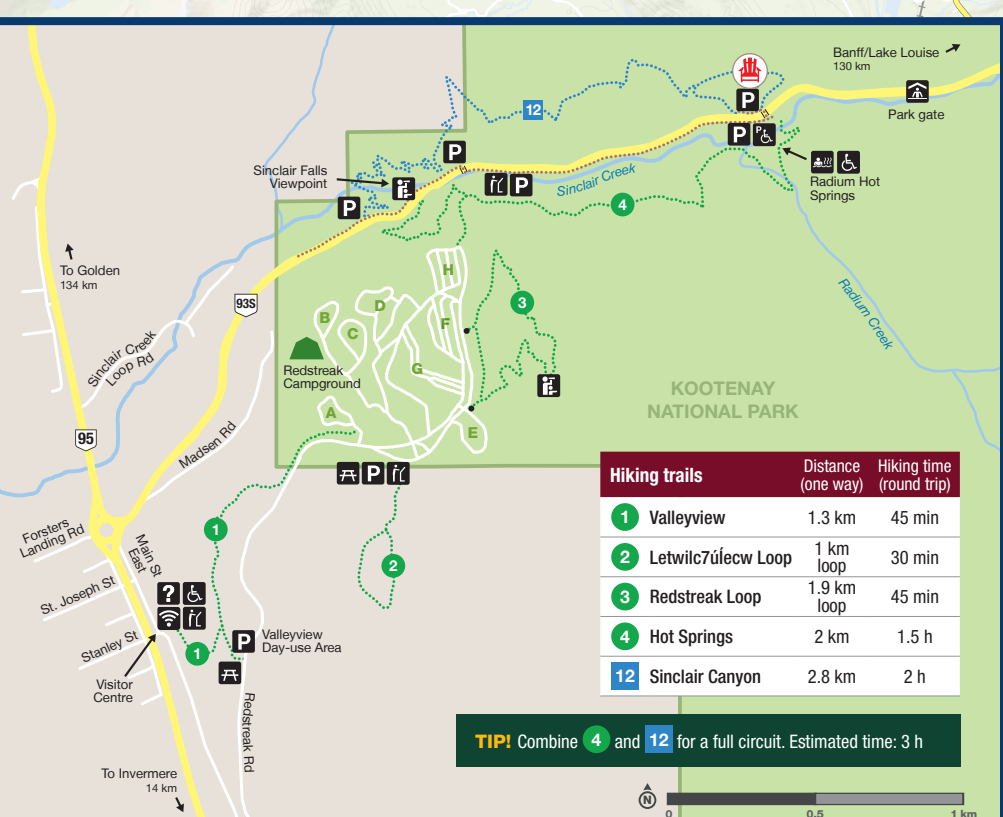 Banff/Lake Louise
130 km
Park gate
12
P
P
P
Sinclair Falls
Viewpoint
P
P
P
Sinclair Creek
Radium Hot
Springs
4
To Golden
134 km
93S
Sinclair Creek
Loop Rd
H
D
B
C
F
G
A
E
3
Redstreak
Campground
Radium Creek
KOOTENAY
NATIONAL PARK
95
Madsen Rd
P
Forsters
Landing Rd
Main St
East
1
2
St. Joseph St
?
Stanley St
1
P
Valleyview
Day-use Area
Visitor
Centre
Redstreak Rd
To Invermere
14 km
Hiking trails Distance (one way) Hiking time (round trip)
1 Valleyview 1.3 km 45 min
2 Letwilc7úĺecw Loop 1 km loop 30 min
3 Redstreak Loop 1.9 km loop 45 min
4 Hot Springs 2 km 1.5 h
12 Sinclair Canyon 2.8 km 2 h
TIP! Combine 4 and 12 for a full circuit. Estimated time: 3 h
N
0 0.5 1 km